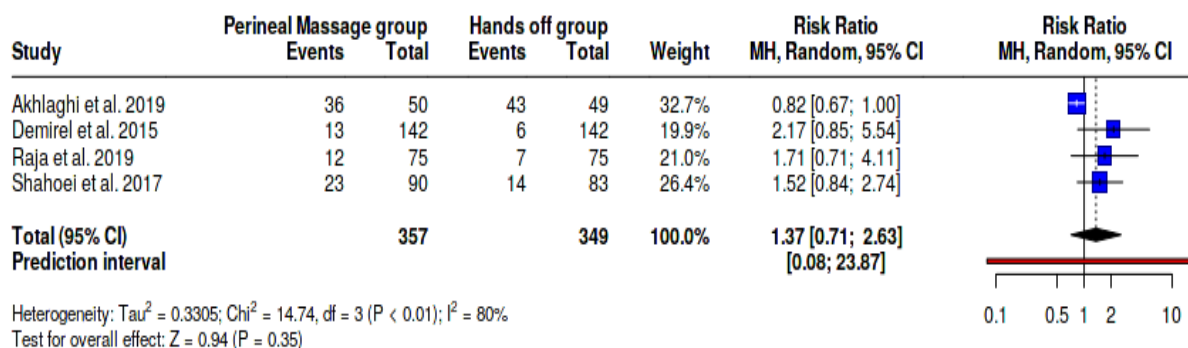 Perineal Massage group Hands off group Risk Ratio Risk Ratio
Study Events Total Events Total Weight MH, Random, 95% CI MH, Random, 95% CI
Akhlaghi et al. 2019 36 50 43 49 32.7% 0.82 [0.67; 1.00]
Demirel et al. 2015 13 142 6 142 19.9% 2.17 [0.85; 5.54]
Raja et al. 2019 12 75 7 75 21.0% 1.71 [0.71; 4.11]
Shahoei et al. 2017 23 90 14 83 26.4% 1.52 [0.84; 2.74]
Total (95% CI) 357 349 100.0% 1.37 [0.71; 2.63]
Prediction interval [0.08; 23.87]
Heterogeneity: Tau² = 0.3305; Chi² = 14.74, df = 3 (P < 0.01); I² = 80%
0.1 0.5 1 2 10
Test for overall effect: Z = 0.94 (P = 0.35)